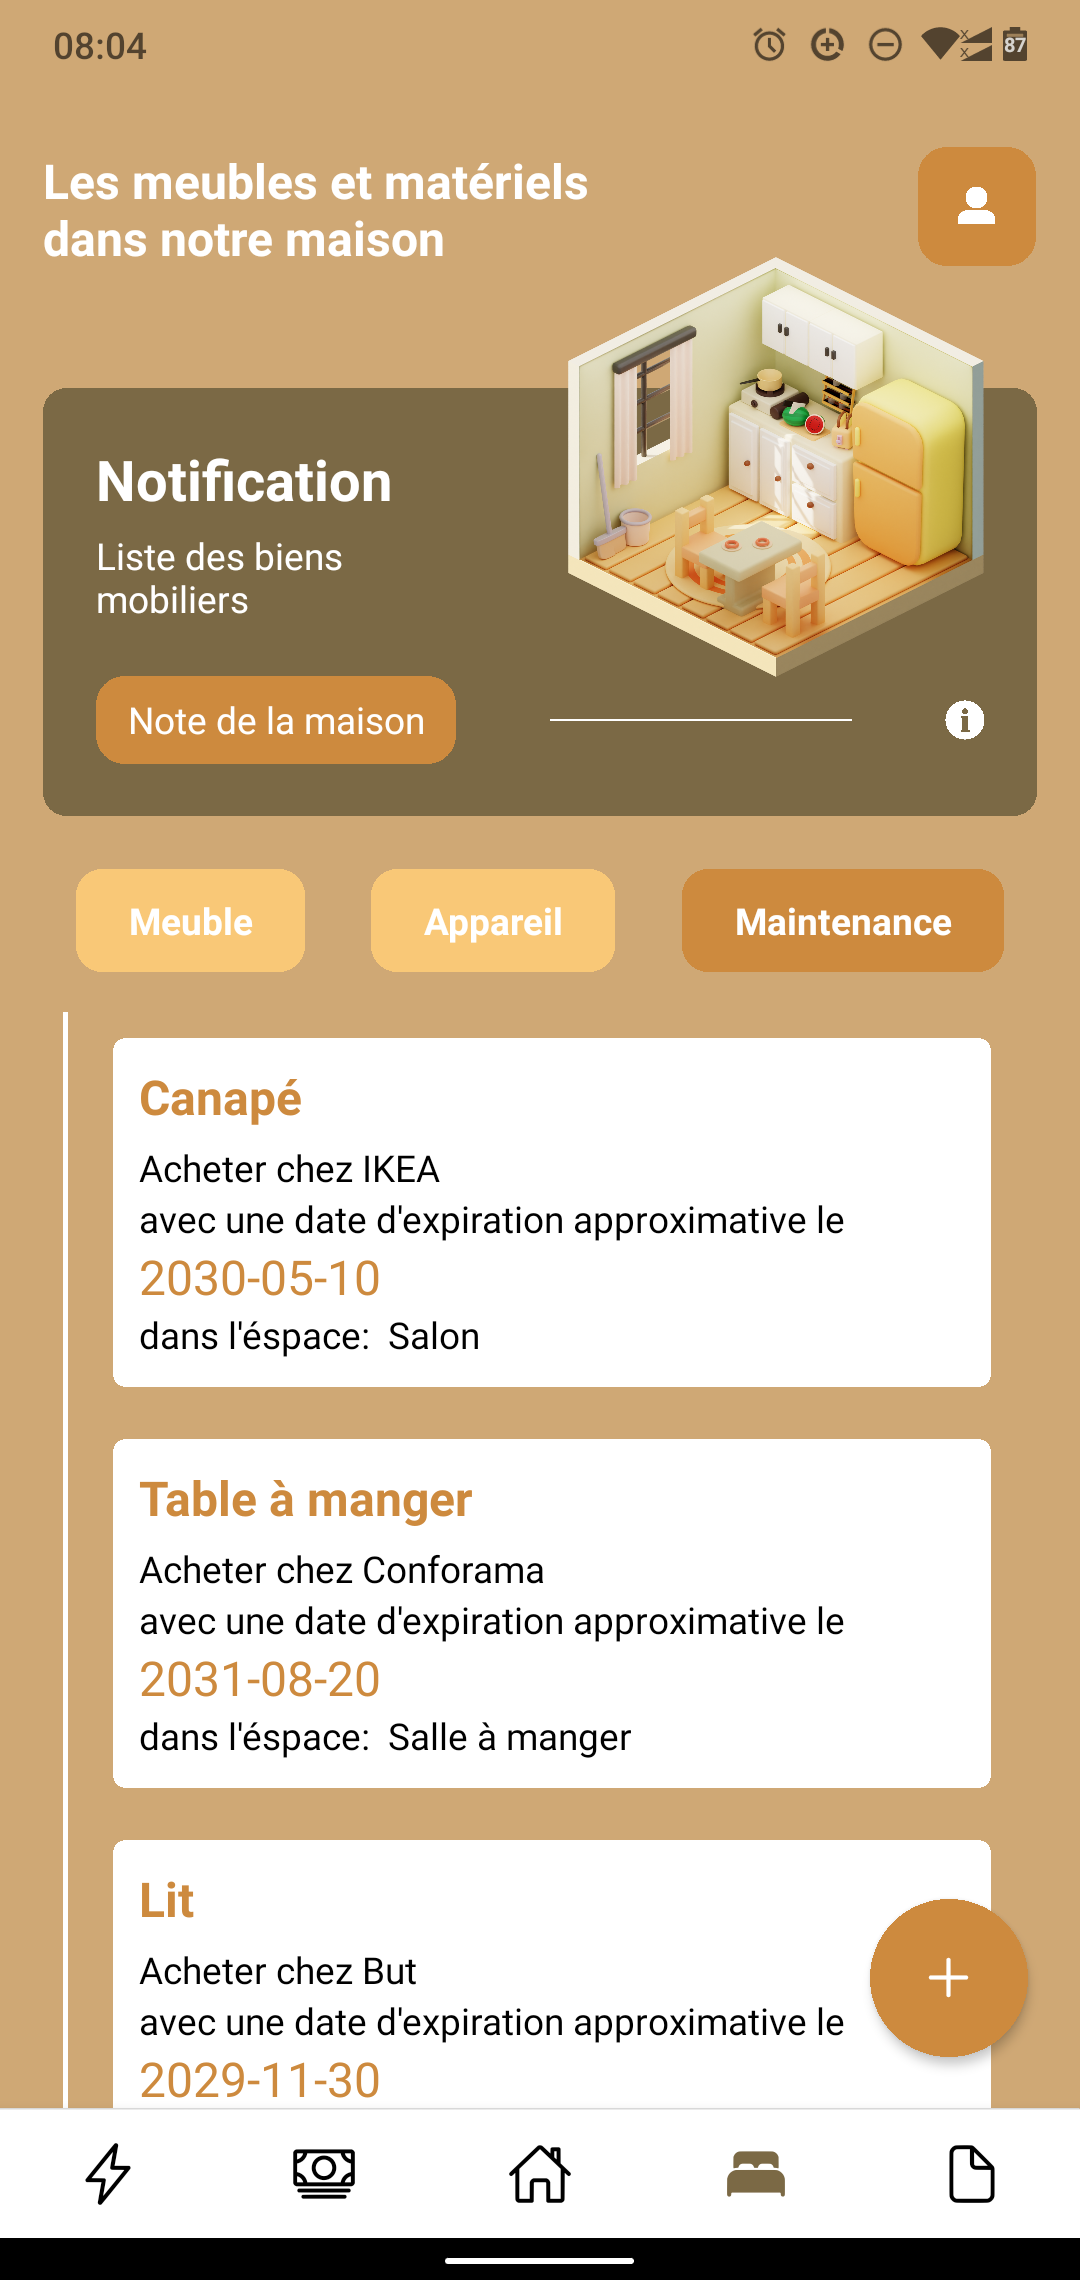 08:04
87
Les meubles et matériels
dans notre maison
Notification
Liste des biens
mobiliers
Note de la maison
Meuble
Appareil
Maintenance
Canapé
Acheter chez IKEA
avec une date d'expiration approximative le
2030-05-10
dans l'éspace:  Salon
Table à manger
Acheter chez Conforama
avec une date d'expiration approximative le
2031-08-20
dans l'éspace:  Salle à manger
Lit
Acheter chez But
avec une date d'expiration approximative le
2029-11-30